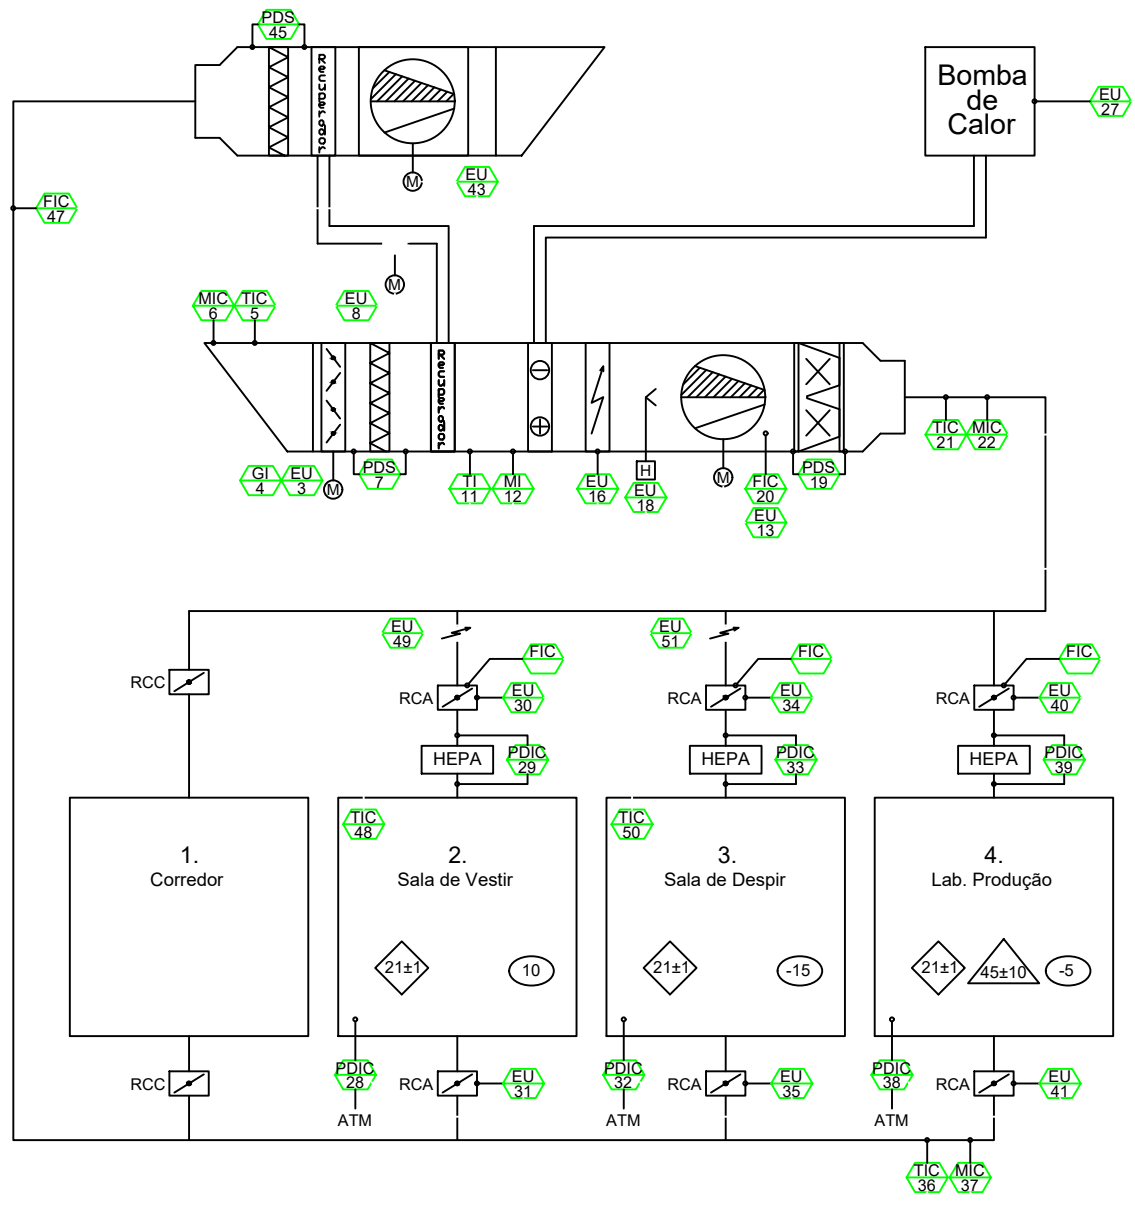 PDS
45
Recuperador
M
EU
43
Bomba
de
Calor
EU
27
FIC
47
M
MIC
6
TIC
5
EU
8
Recuperador
GI
4
EU
3
M
PDS
7
TI
11
MI
12
EU
16
H
EU
18
M
FIC
20
EU
13
PDS
19
TIC
21
MIC
22
EU
49
EU
51
FIC
FIC
FIC
RCC
RCA
EU
30
RCA
EU
34
RCA
EU
40
HEPA
PDIC
29
HEPA
PDIC
33
HEPA
PDIC
39
TIC
48
TIC
50
1.
Corredor
2.
Sala de Vestir
3.
Sala de Despir
4.
Lab. Produção
21±1
10
21±1
-15
21±1
45±10
-5
RCC
PDIC
28
ATM
RCA
EU
31
PDIC
32
ATM
RCA
EU
35
PDIC
38
ATM
RCA
EU
41
TIC
36
MIC
37